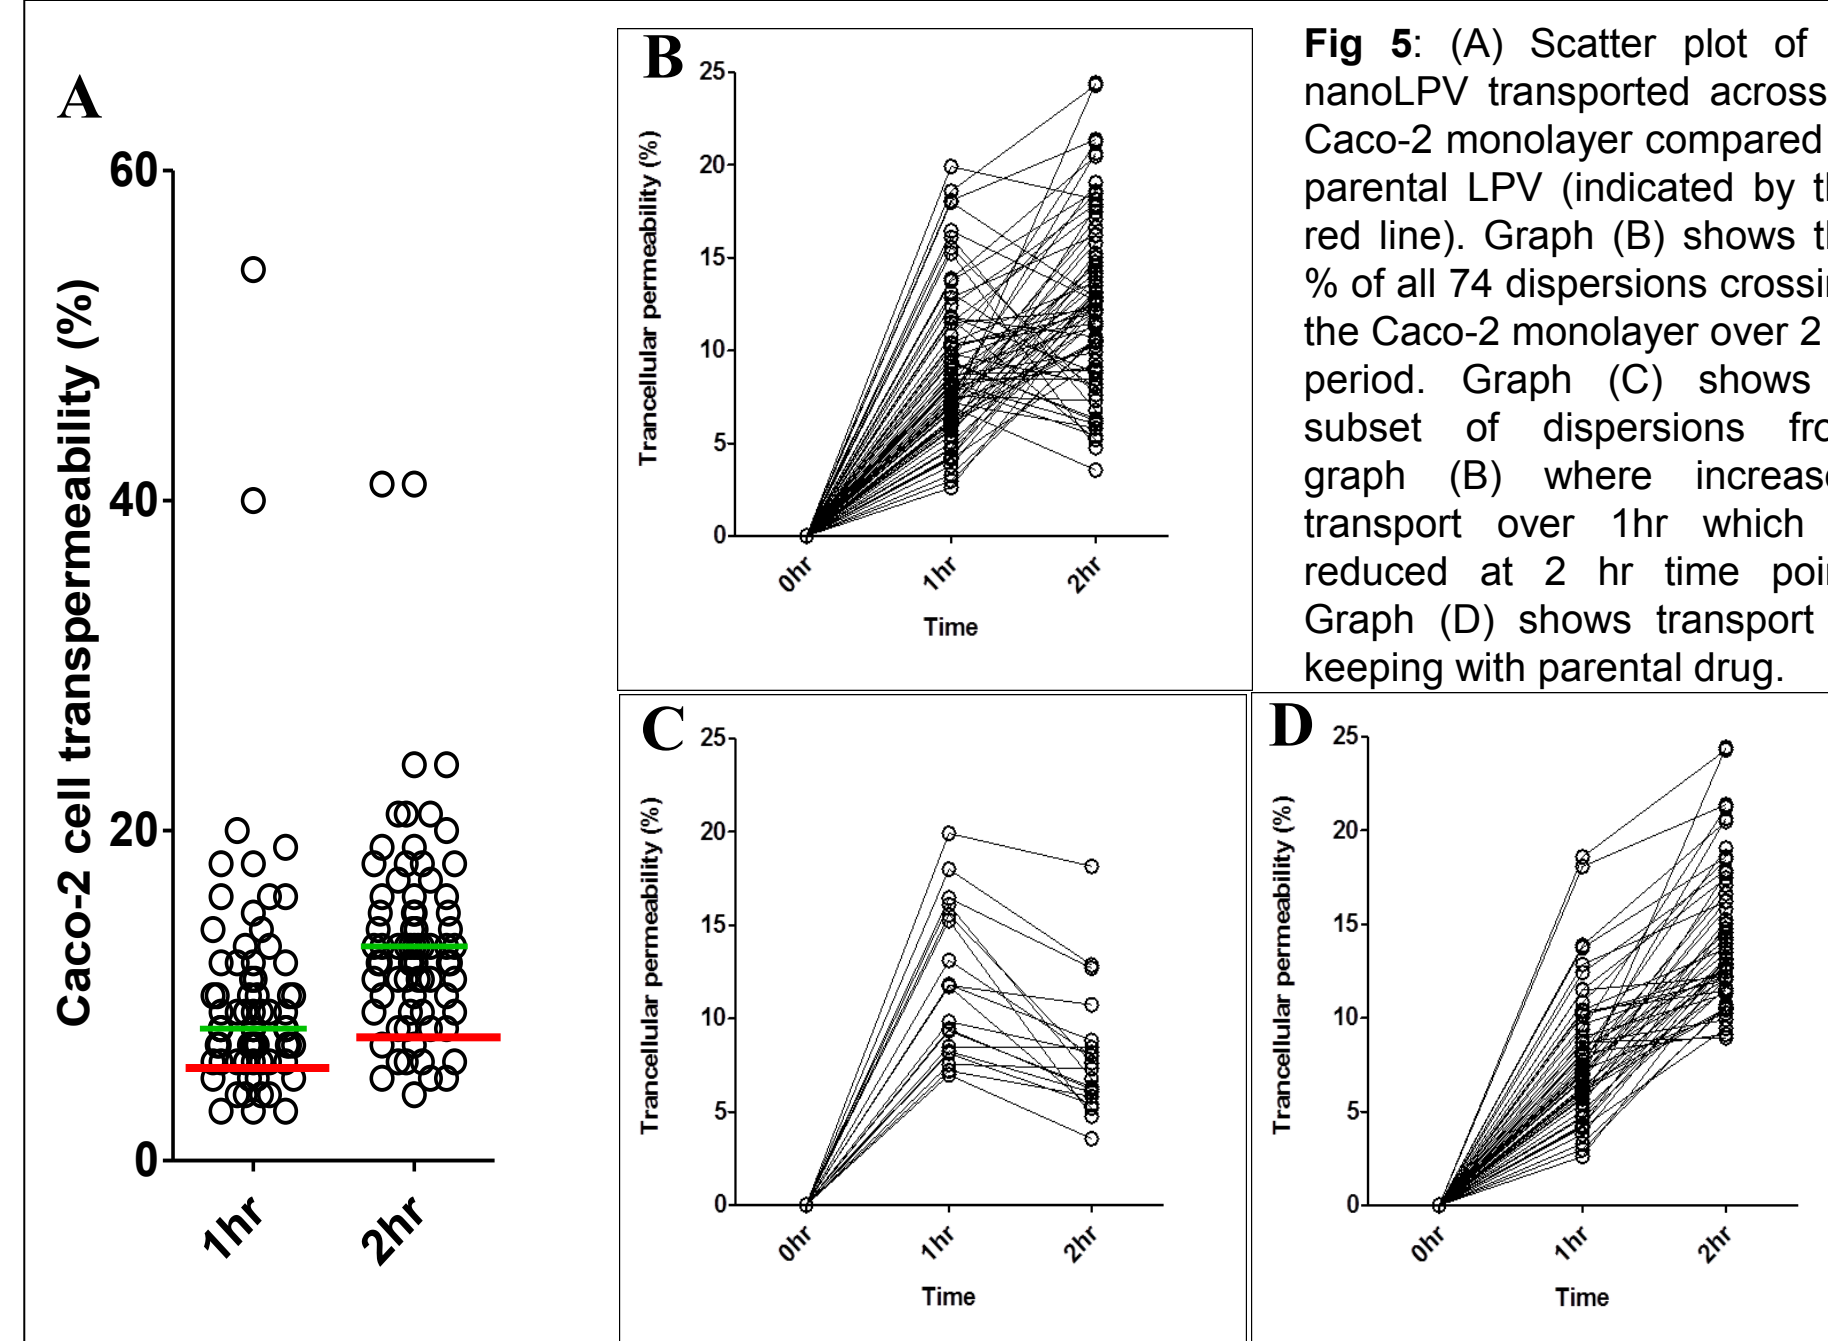 A
Caco-2 cell transpermeability (%)
60
40
20
0
1hr
2hr
B
Trancellular permeability (%)
25
20
15
10
5
0
0hr
1hr
2hr
Time
Fig 5: (A) Scatter plot of
nanoLPV transported across
Caco-2 monolayer compared
parental LPV (indicated by
red line). Graph (B) shows
% of all 74 dispersions
the Caco-2 monolayer over 2
period. Graph (C) shows
subset of dispersions
graph (B) where
transport over 1hr which
reduced at 2 hr time
Graph (D) shows transport
keeping with parental drug.
C
Trancellular permeability (%)
25
20
15
10
5
0
0hr
1hr
2hr
Time
D
Trancellular permeability (%)
25
20
15
10
5
0
0hr
1hr
2hr
Time